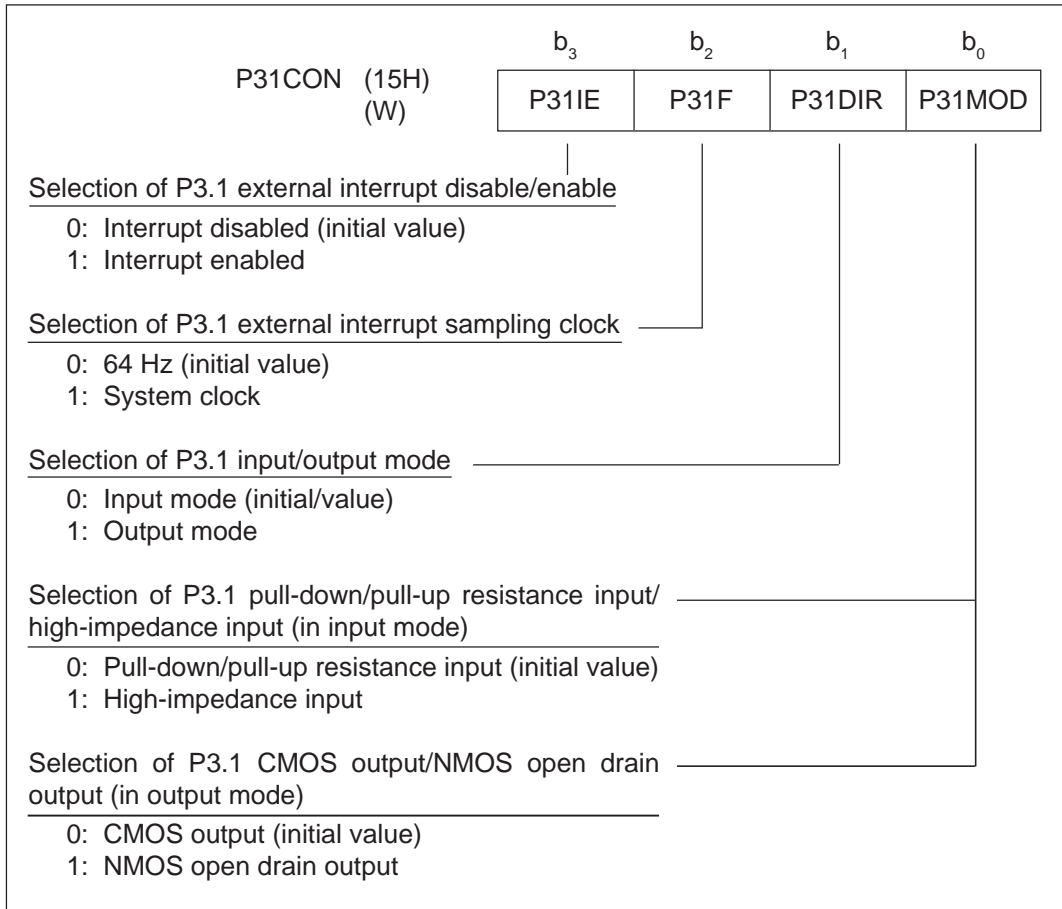 b3 b2 b1 b0
P31CON (15H)
(W)
P31IE P31F P31DIR P31MOD
Selection of P3.1 external interrupt disable/enable
0: Interrupt disabled (initial value)
1: Interrupt enabled
Selection of P3.1 external interrupt sampling clock
0: 64 Hz (initial value)
1: System clock
Selection of P3.1 input/output mode
0: Input mode (initial/value)
1: Output mode
Selection of P3.1 pull-down/pull-up resistance input/
high-impedance input (in input mode)
0: Pull-down/pull-up resistance input (initial value)
1: High-impedance input
Selection of P3.1 CMOS output/NMOS open drain
output (in output mode)
0: CMOS output (initial value)
1: NMOS open drain output